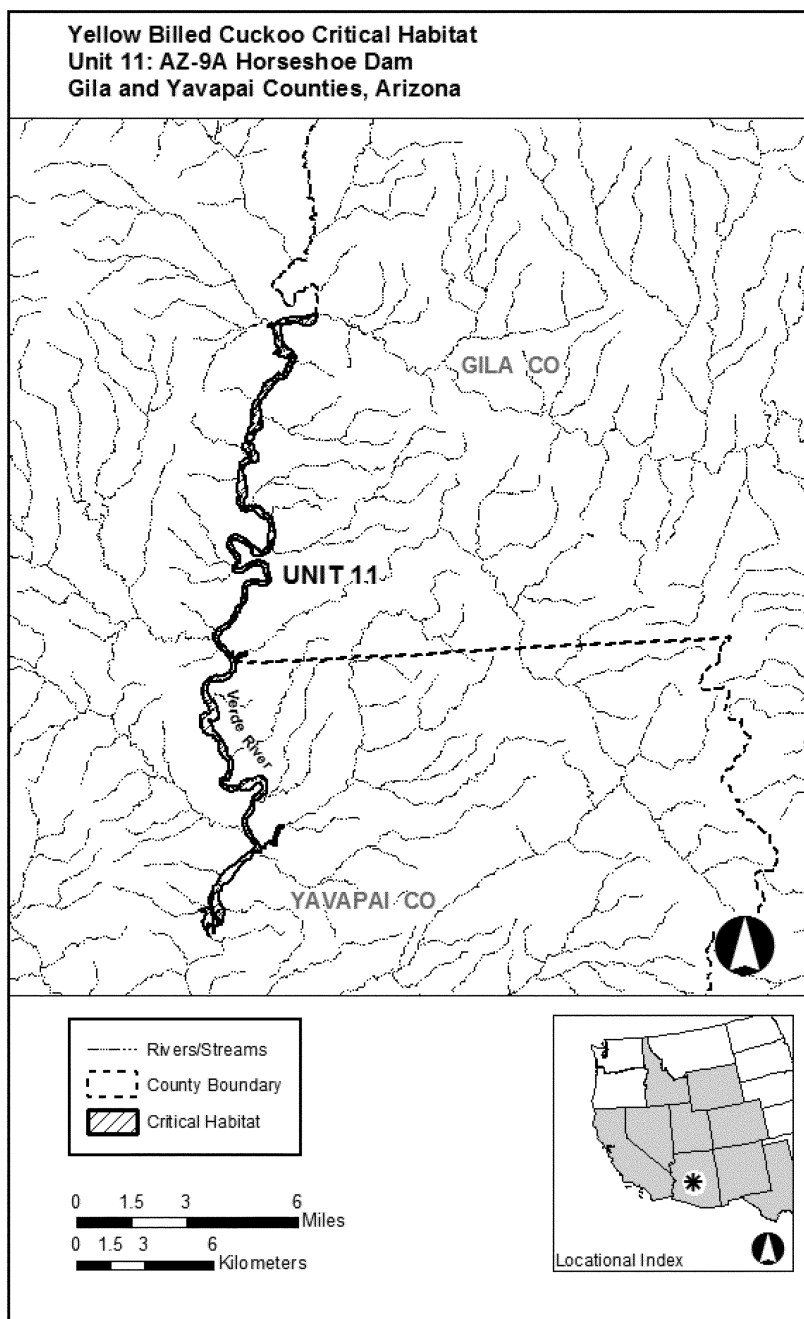 Yellow Billed Cuckoo Critical Habitat
Unit 11: AZ-9A Horseshoe Dam
Gila and Yavapai Counties, Arizona
GILA CO
UNIT 11
Verde River
YAVAPAI CO
Rivers/Streams
County Boundary
Critical Habitat
0 1.5 3 6
Miles
0 1.5 3 6
Kilometers
Locational Index